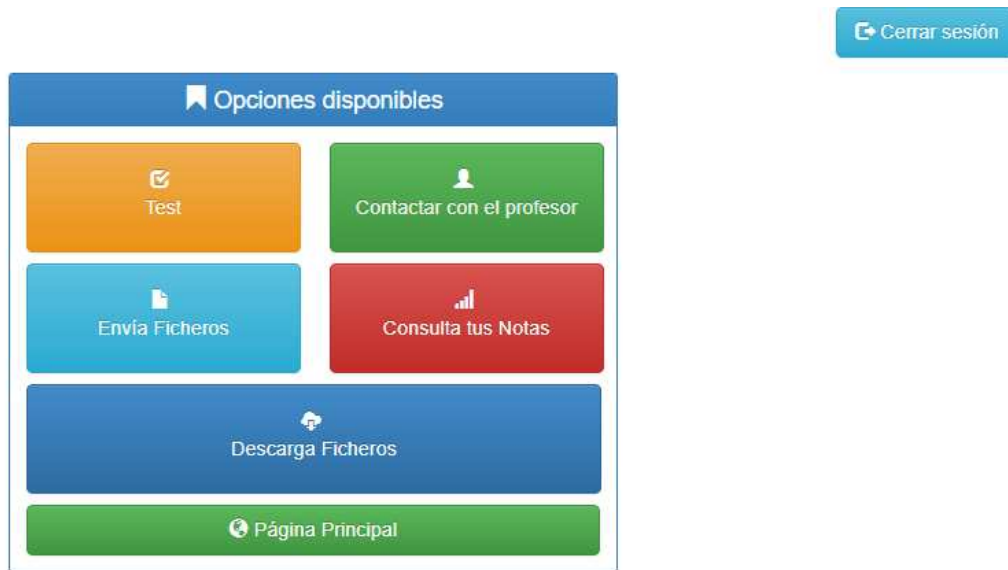 Cerrar sesión
Opciones disponibles
Test
Contactar con el profesor
Envía Ficheros
Consulta tus Notas
Descarga Ficheros
Página Principal